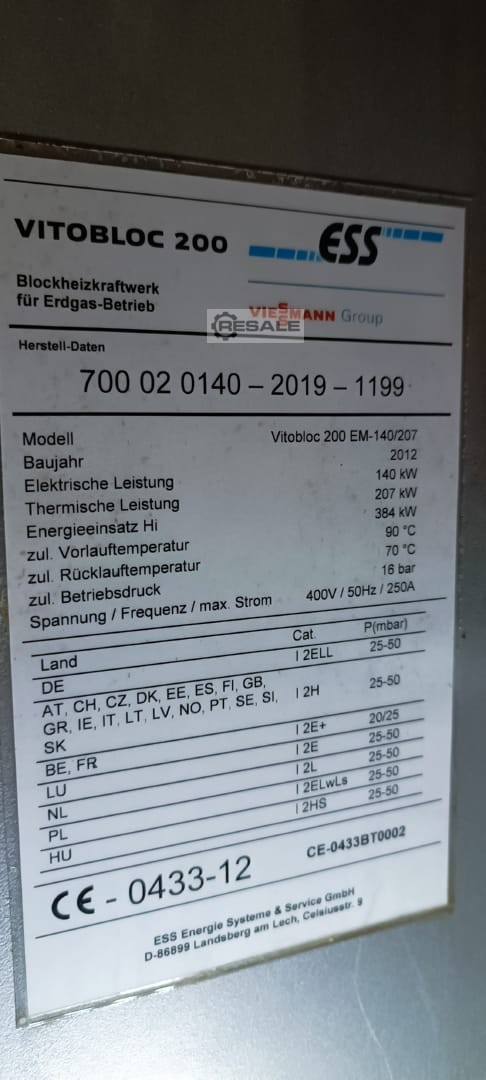 VITOBLOC 200
ESS
Blockheizkraftwerk
für Erdgas-Betrieb
VIESSMANN Group
RESALE
Herstell-Daten
700 02 0140 – 2019 – 1199
Modell Vitobloc 200 EM-140/207
Baujahr 2012
Elektrische Leistung 140 kW
Thermische Leistung 207 kW
Energieeinsatz Hi 384 kW
zul. Vorlauftemperatur 90 °C
zul. Rücklauftemperatur 70 °C
zul. Betriebsdruck 16 bar
Spannung / Frequenz / max. Strom 400V / 50Hz / 250A
Land Cat. P(mbar)
DE I 2ELL 25-50
AT, CH, CZ, DK, EE, ES, FI, GB,
GR, IE, IT, LT, LV, NO, PT, SE, SI,
SK I 2H 25-50
BE, FR I 2E+ 20/25
LU I 2E 25-50
NL I 2L 25-50
PL I 2ELwLs 25-50
HU I 2HS 25-50
CE - 0433-12 CE-0433BT0002
ESS Energie Systeme & Service GmbH
D-86899 Landsberg am Lech, Celsiusstr. 9